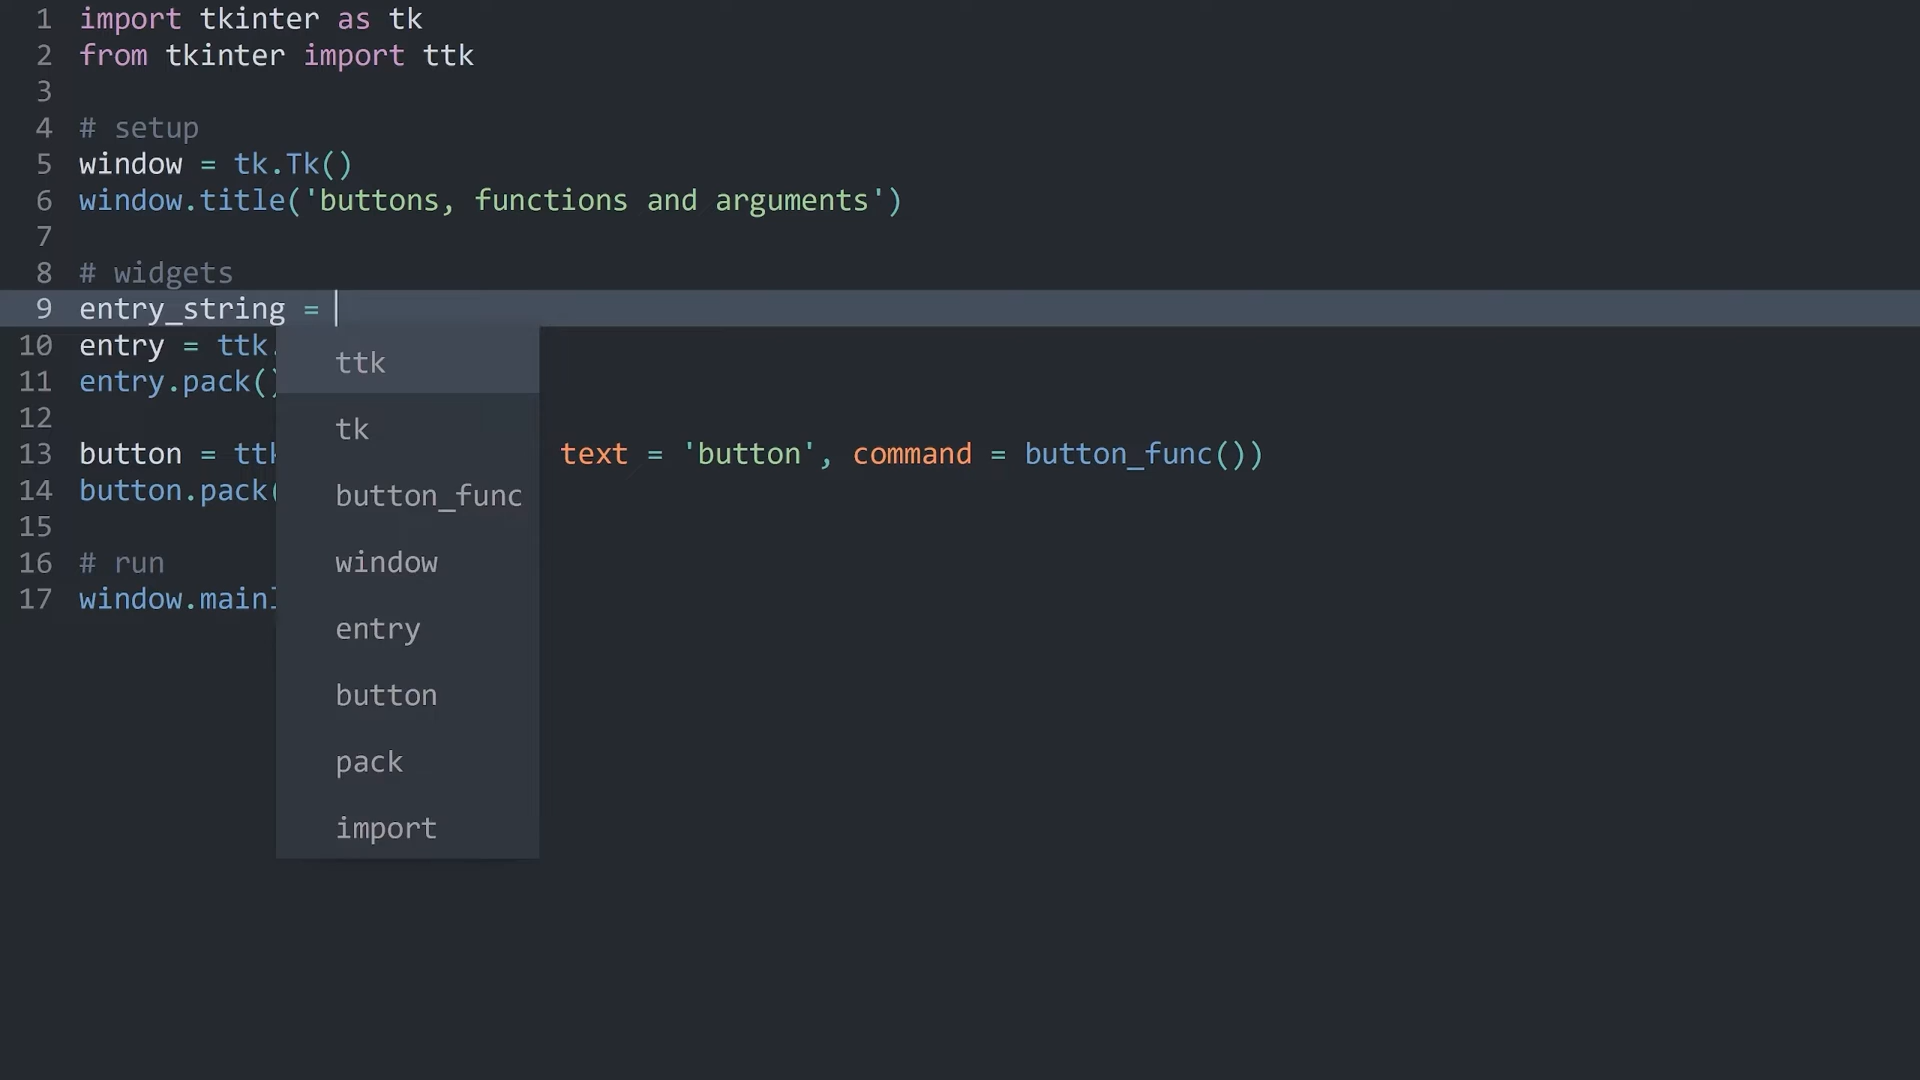 1 import tkinter as tk
2 from tkinter import ttk
3
4 # setup
5 window = tk.Tk()
6 window.title('buttons, functions and arguments')
7
8 # widgets
9 entry_string =
10 entry = ttk.
ttk
11 entry.pack()
12
tk
13 button = ttk text = 'button', command = button_func())
14 button.pack(
button_func
15
16 # run
window
17 window.main
entry
button
pack
import